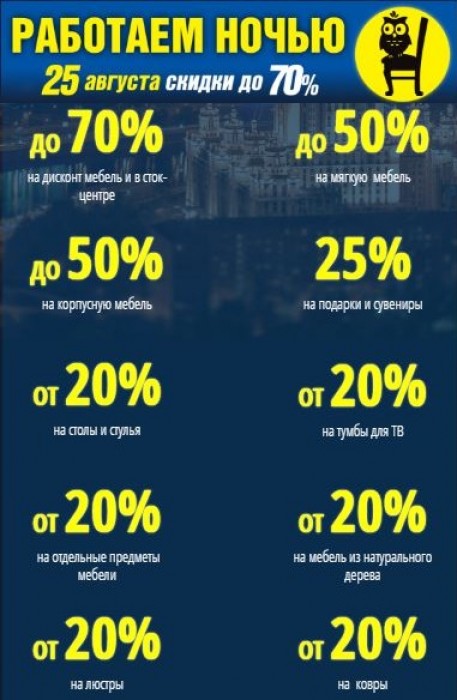 РАБОТАЕМ НОЧЬЮ
25 августа скидки до 70%
до 70%
на дисконт мебель и в сток-
центре
до 50%
на мягкую мебель
до 50%
на корпусную мебель
25%
на подарки и сувениры
от 20%
на столы и стулья
от 20%
на тумбы для ТВ
от 20%
на отдельные предметы
мебели
от 20%
на мебель из натурального
дерева
от 20%
на люстры
от 20%
на ковры